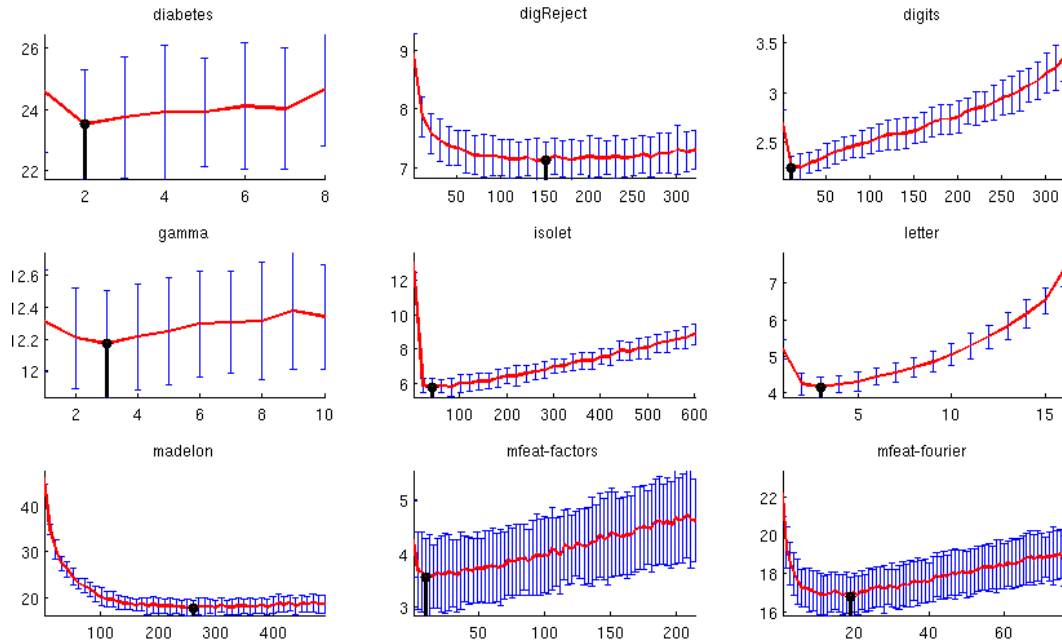 diabetes
26
24
22
2 4 6 8
digReject
9
8
7
50 100 150 200 250 300
digits
3.5
3
2.5
50 100 150 200 250 300
gamma
12.6
12.4
12.2
12
2 4 6 8 10
isolet
12
10
8
6
100 200 300 400 500 600
letter
7
6
5
4
5 10 15
madelon
40
30
20
100 200 300 400
mfeat-factors
5
4
3
50 100 150 200
mfeat-fourier
22
20
18
16
20 40 60